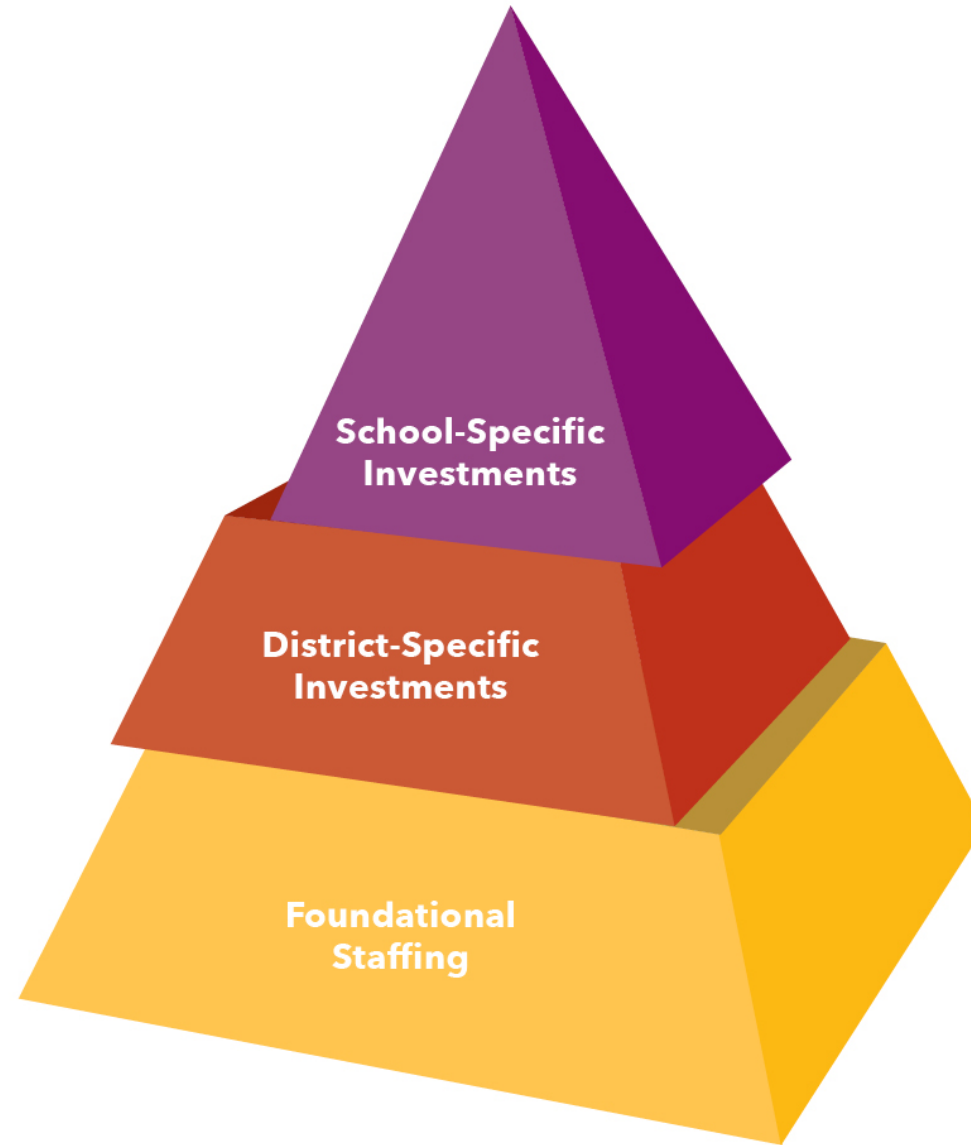 School-Specific
Investments
District-Specific
Investments
Foundational
Staffing